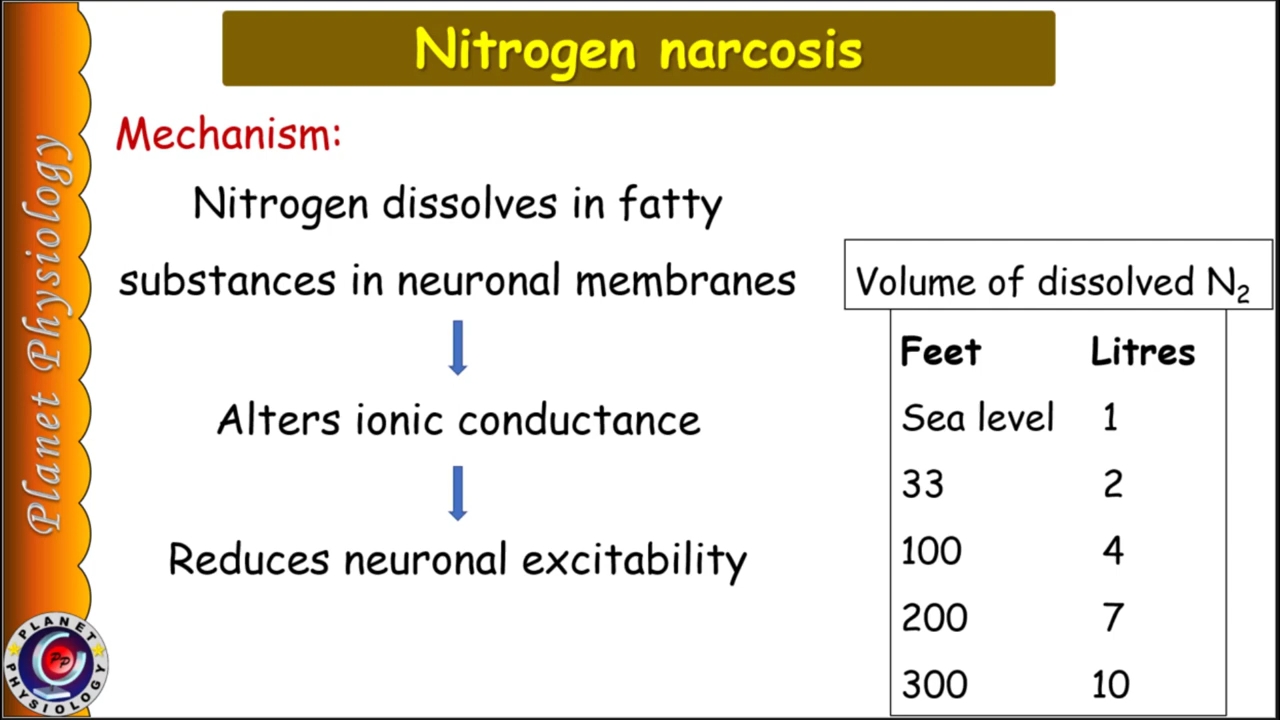 Nitrogen narcosis
Mechanism:
Nitrogen dissolves in fatty
substances in neuronal membranes
Alters ionic conductance
Reduces neuronal excitability
Volume of dissolved N₂
Feet Litres
Sea level 1
33 2
100 4
200 7
300 10
Planet Physiology
PLANET
PP
PHYSIOLOGY